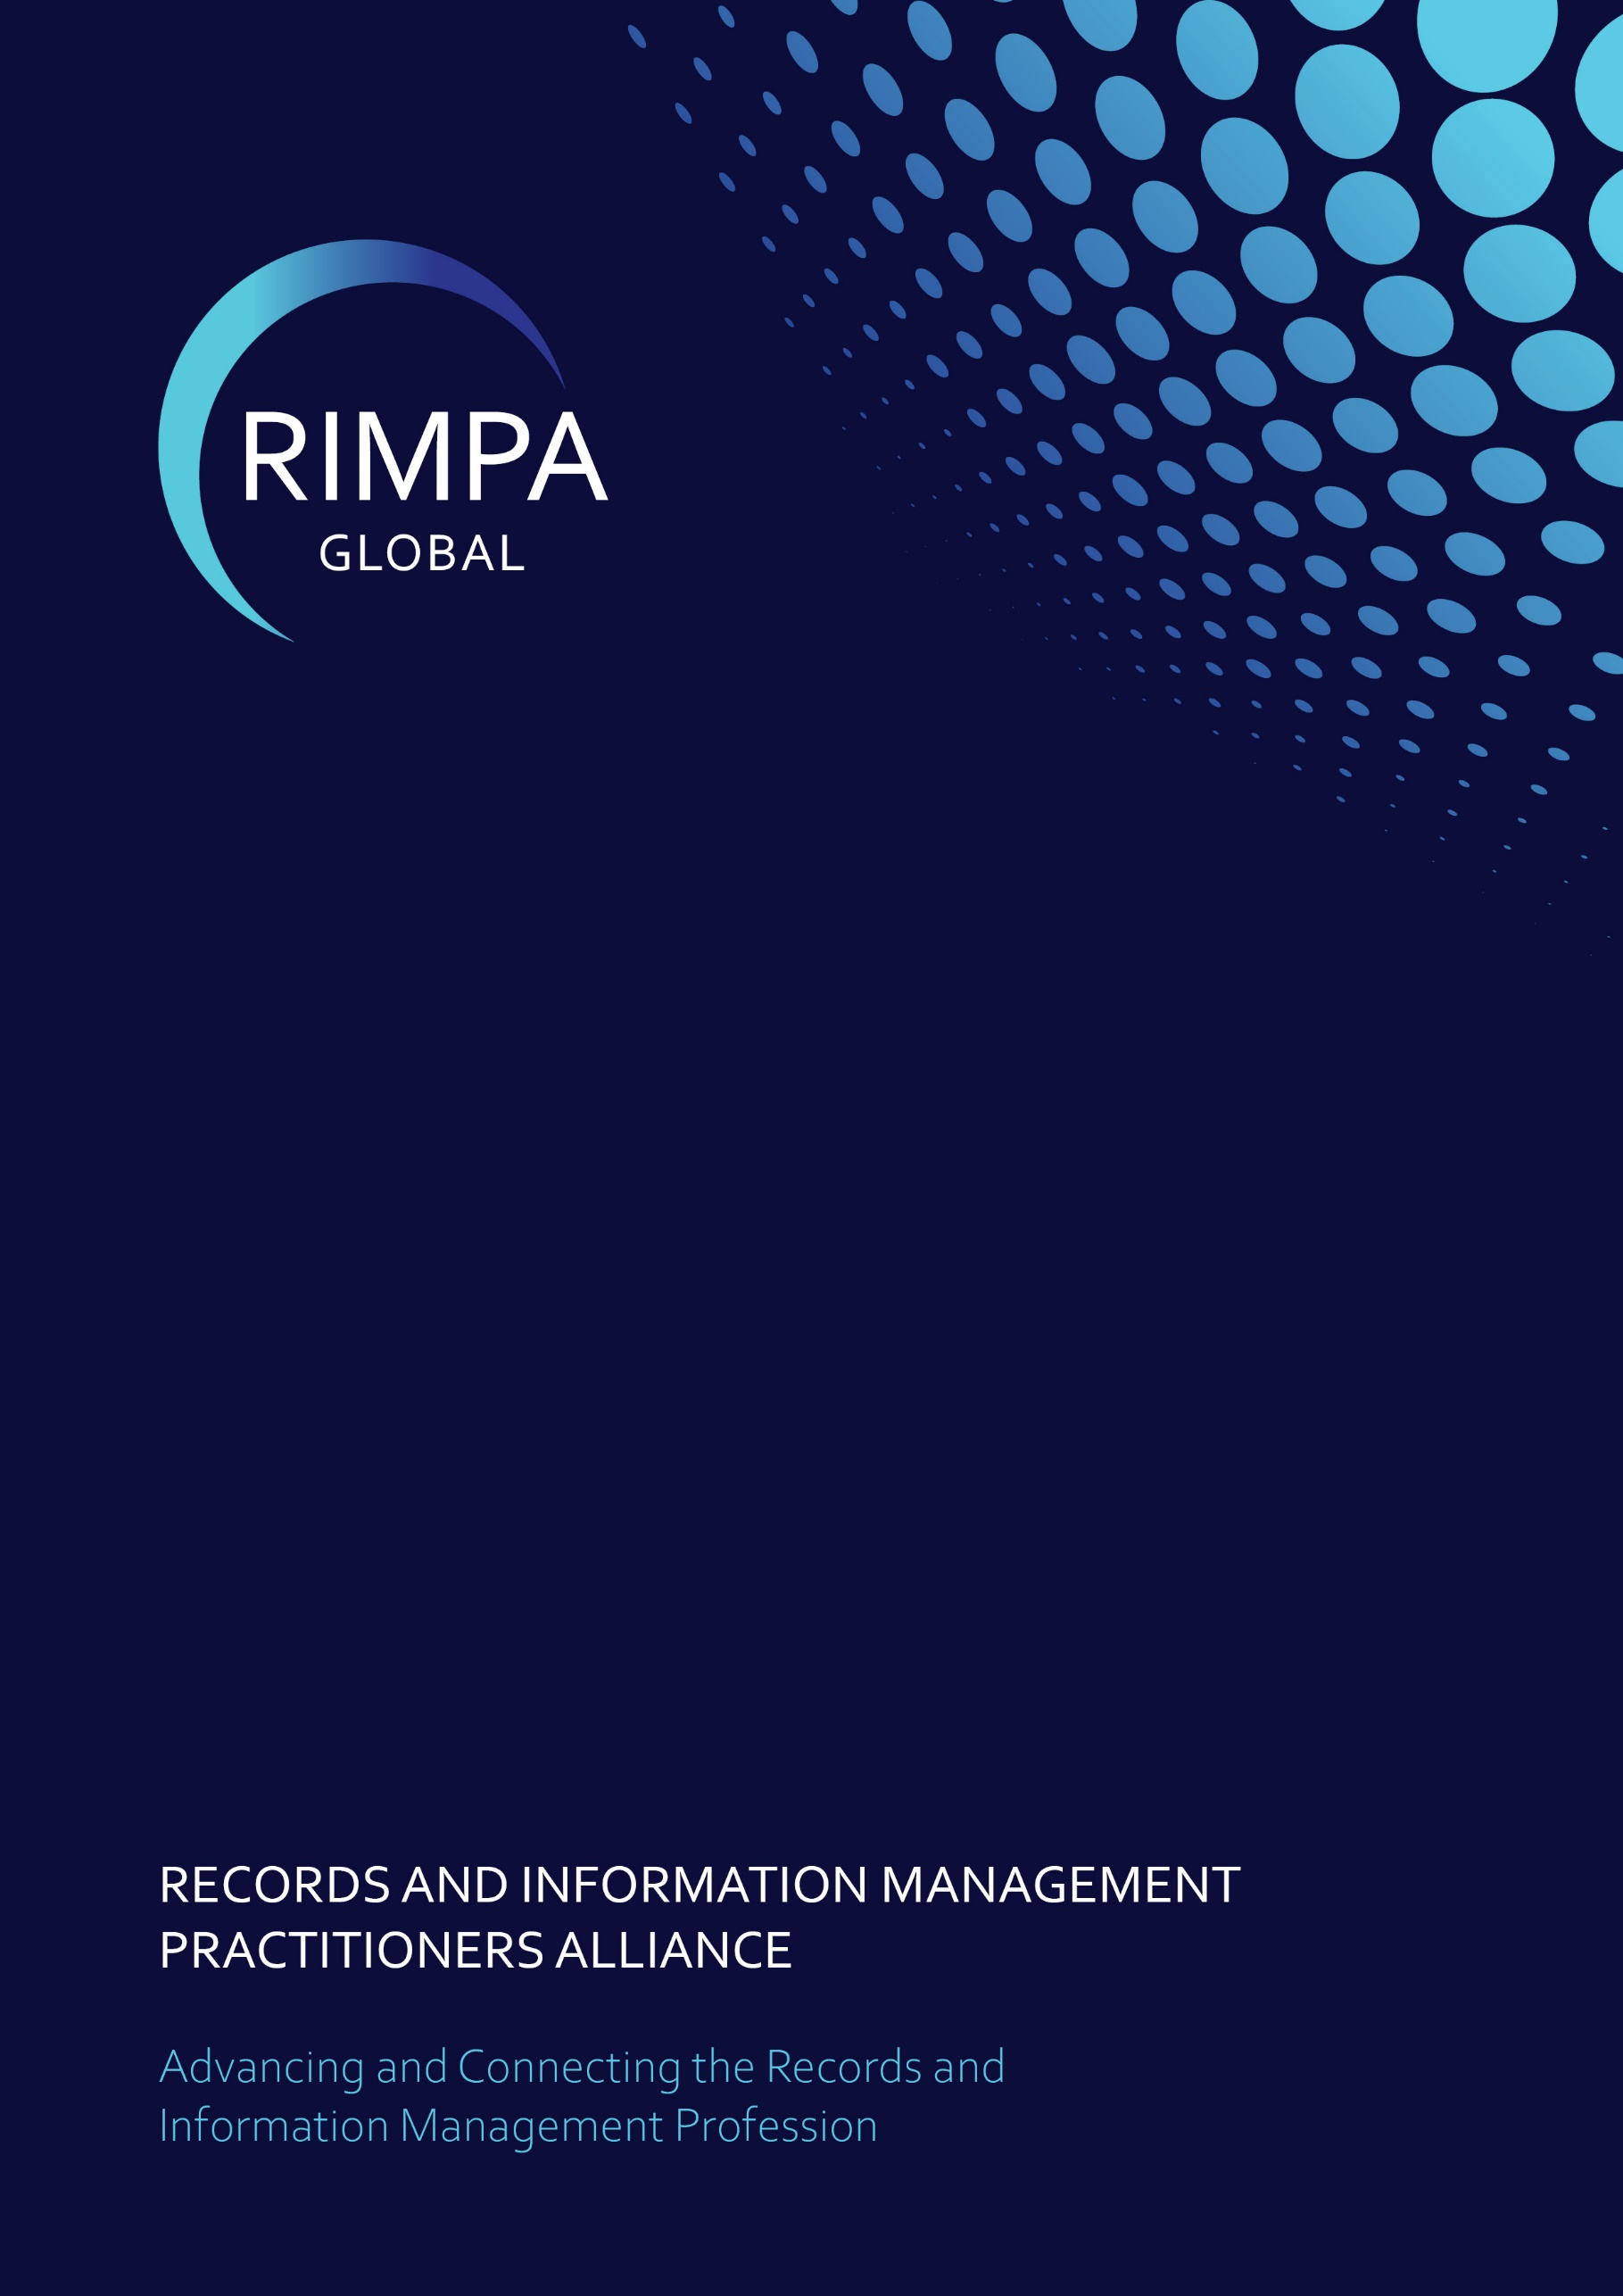 RIMPA
GLOBAL
RECORDS AND INFORMATION MANAGEMENT
PRACTITIONERS ALLIANCE
Advancing and Connecting the Records and
Information Management Profession